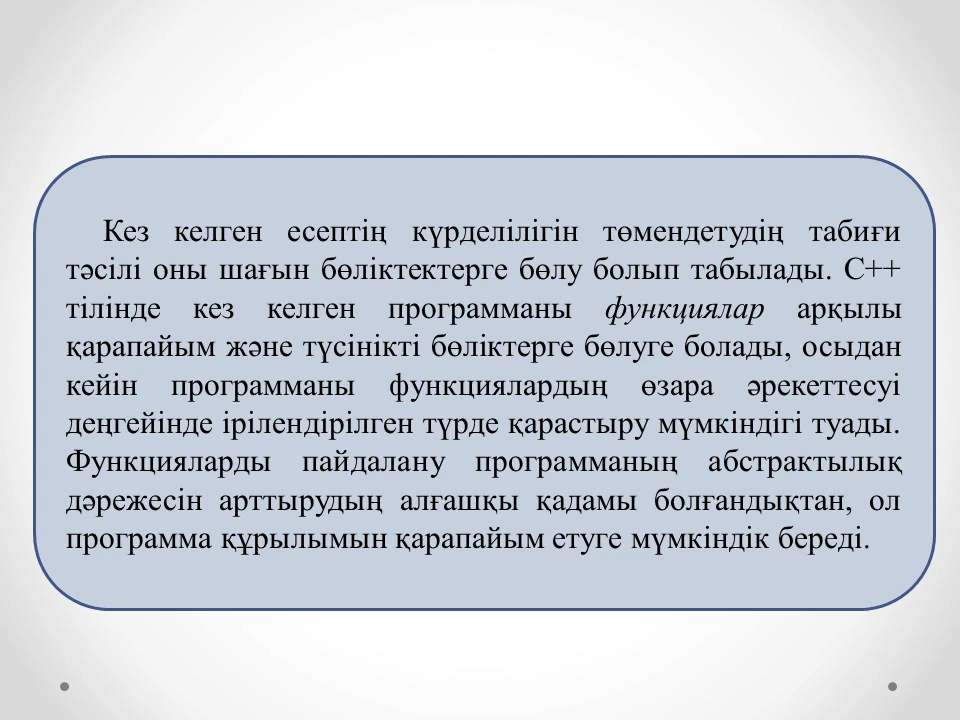 Кез келген есептің күрделілігін төмендетудің табиғи
тәсілі оны шағын бөліктектерге бөлу болып табылады. С++
тілінде кез келген программаны функциялар арқылы
қарапайым және түсінікті бөліктерге бөлуге болады, осыдан
кейін программаны функциялардың өзара әрекеттесуі
деңгейінде ірілендірілген түрде қарастыру мүмкіндігі туады.
Функцияларды пайдалану программаның абстрактылық
дәрежесін арттырудың алғашқы қадамы болғандықтан, ол
программа құрылымын қарапайым етуге мүмкіндік береді.